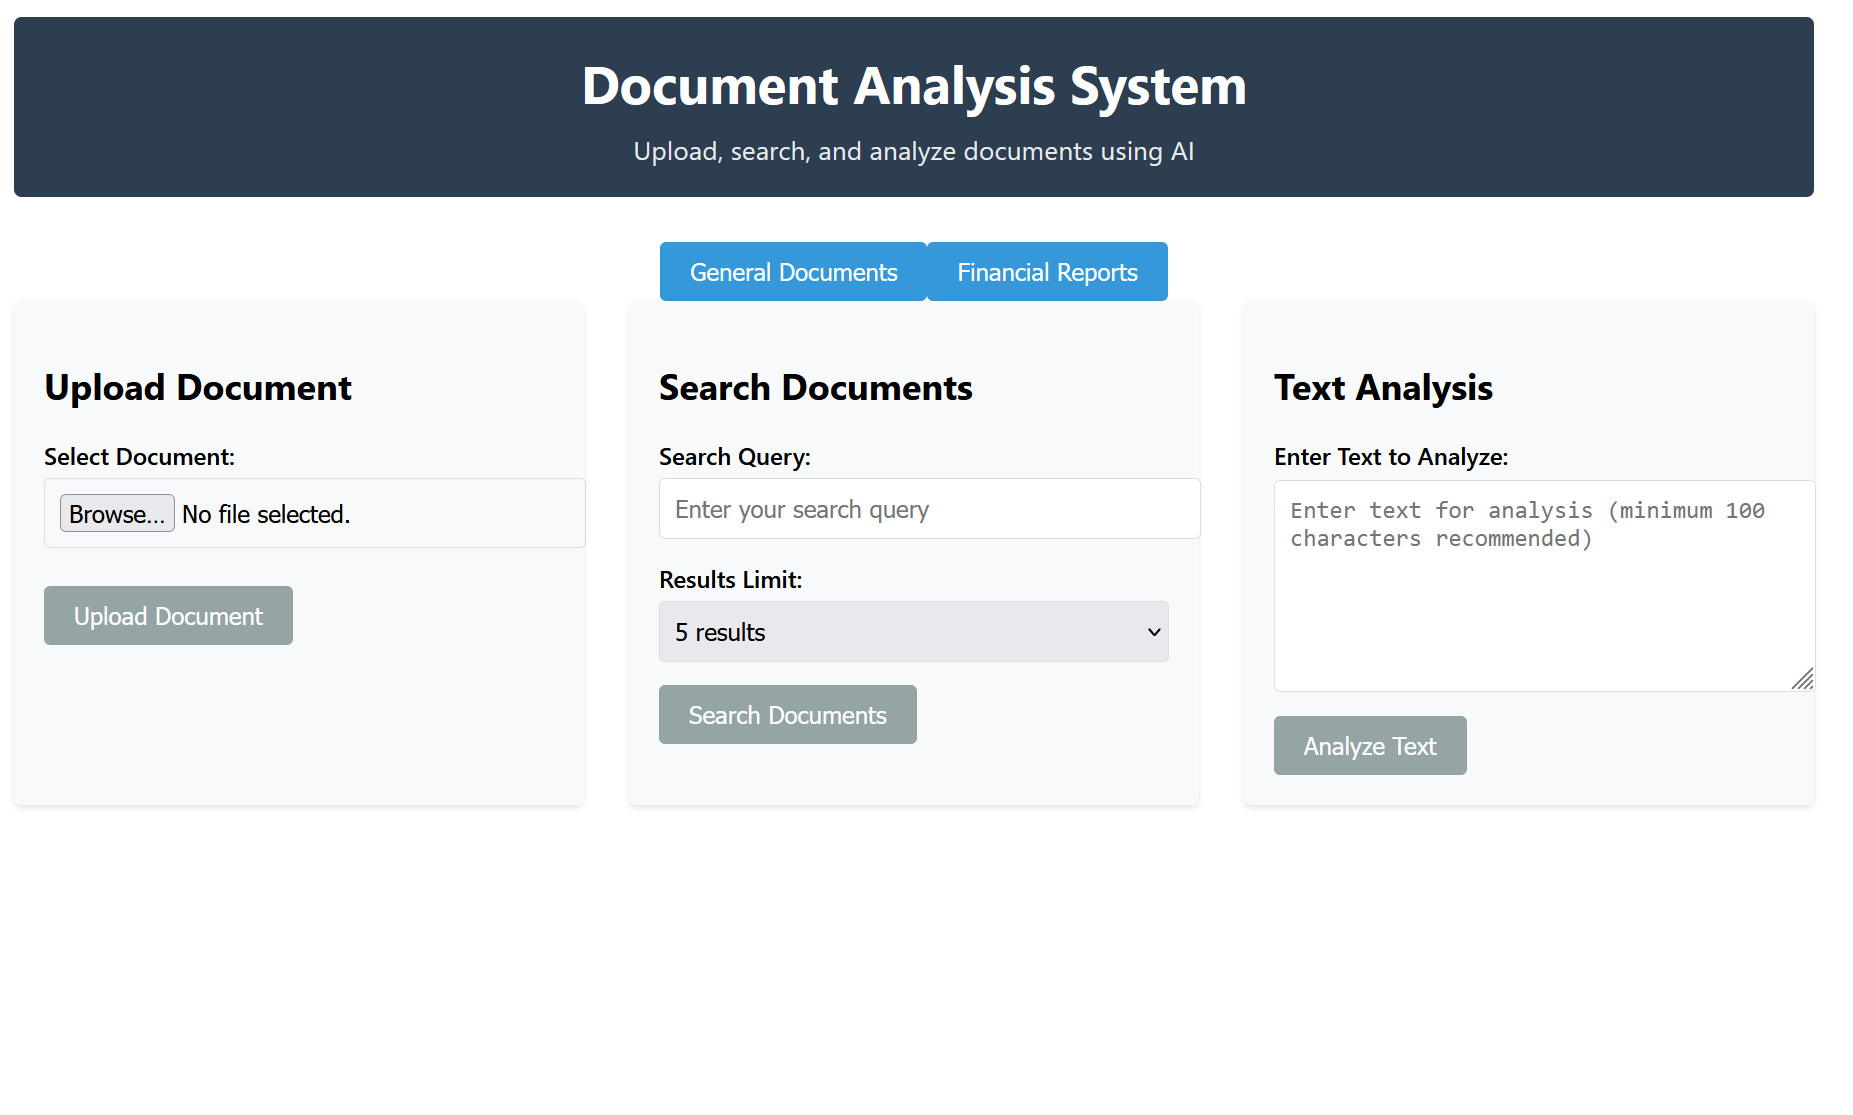 Document Analysis System
Upload, search, and analyze documents using AI
General Documents
Financial Reports
Upload Document
Select Document:
Browse... No file selected.
Upload Document
Search Documents
Search Query:
Enter your search query
Results Limit:
5 results
Search Documents
Text Analysis
Enter Text to Analyze:
Enter text for analysis (minimum 100
characters recommended)
Analyze Text